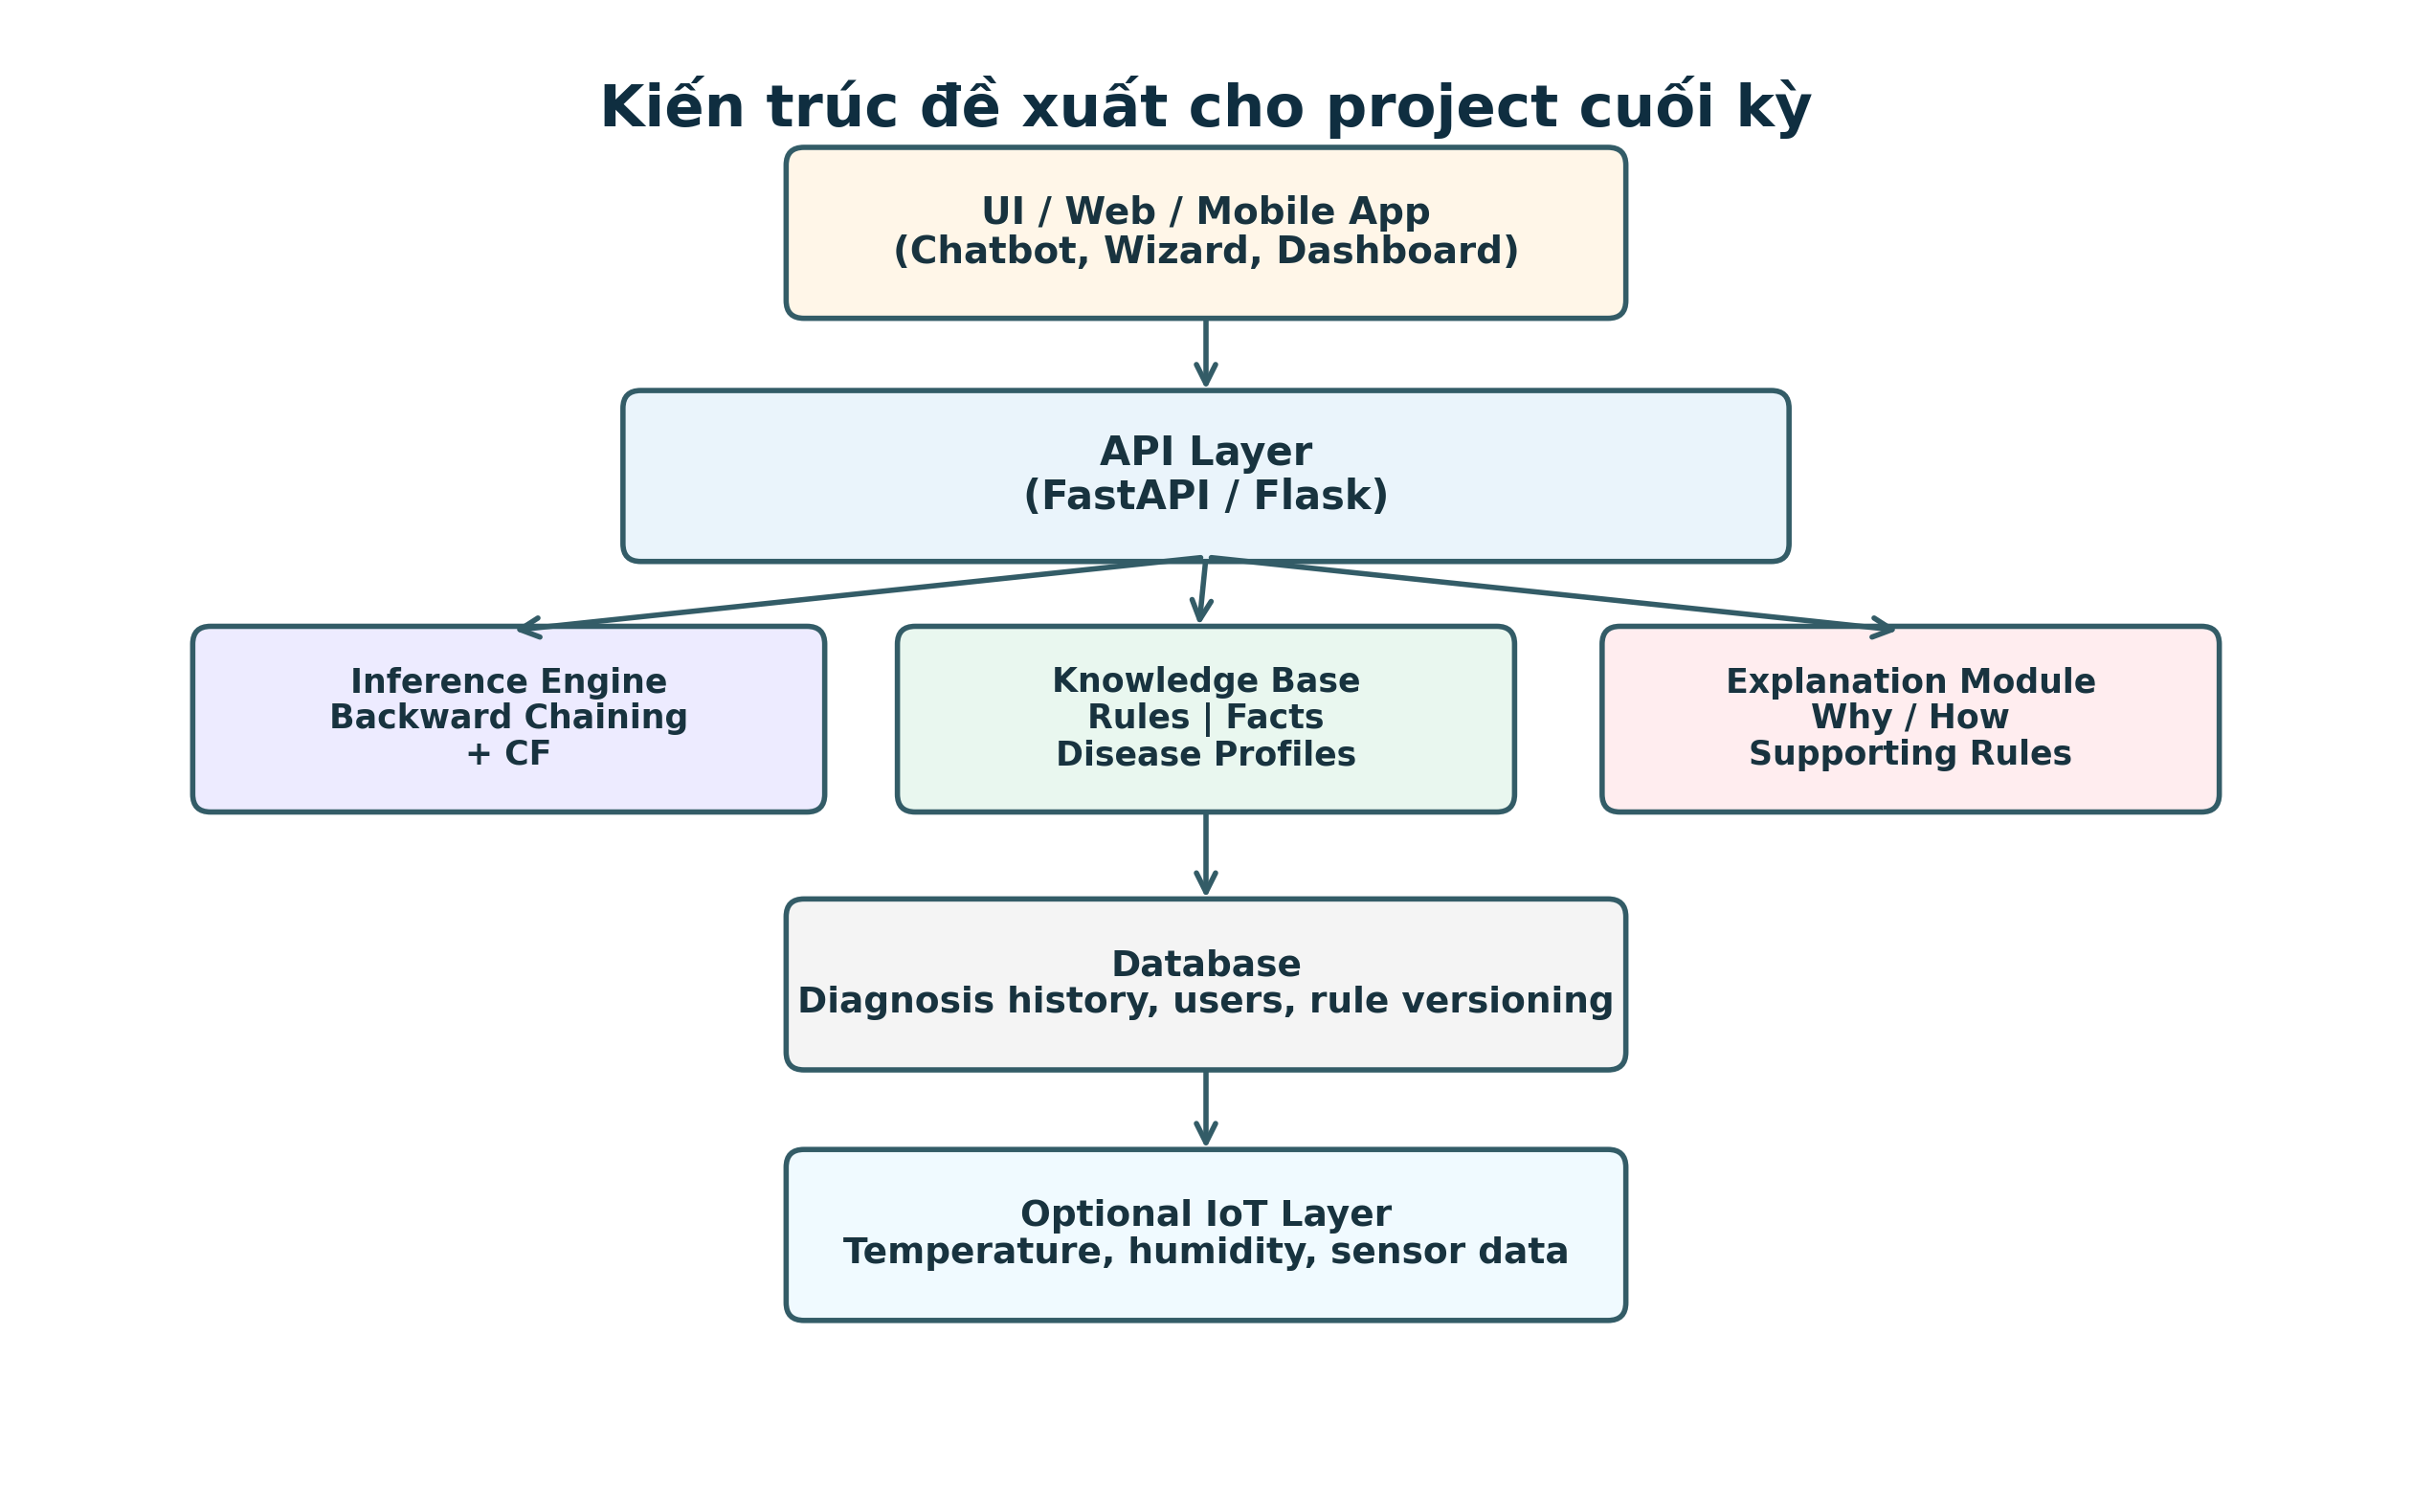 Kiến trúc đề xuất cho project cuối kỳ
UI / Web / Mobile App
(Chatbot, Wizard, Dashboard)
API Layer
(FastAPI / Flask)
Inference Engine
Backward Chaining
+ CF
Knowledge Base
Rules | Facts
Disease Profiles
Explanation Module
Why / How
Supporting Rules
Database
Diagnosis history, users, rule versioning
Optional IoT Layer
Temperature, humidity, sensor data